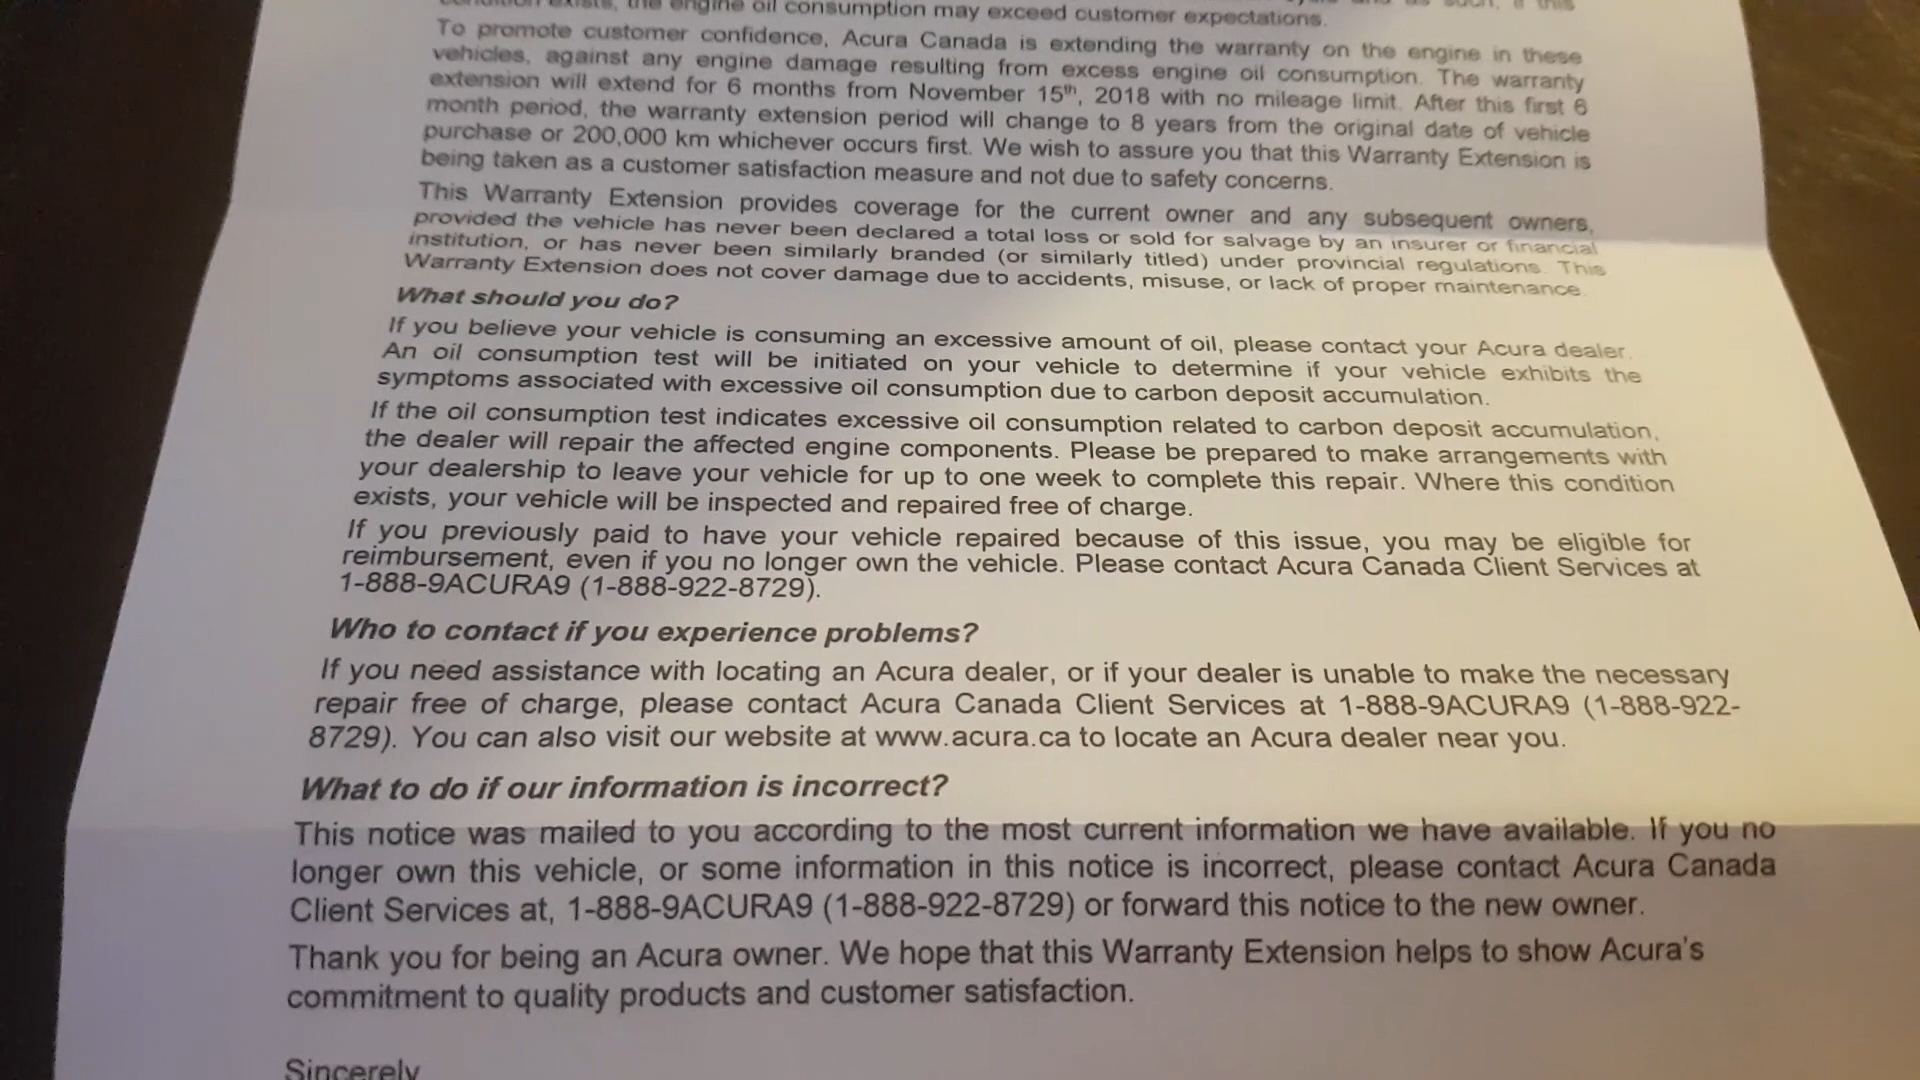 condition exists, the engine oil consumption may exceed customer expectations.
To promote customer confidence, Acura Canada is extending the warranty on the engine in these
vehicles, against any engine damage resulting from excess engine oil consumption. The warranty
extension will extend for 6 months from November 15th, 2018 with no mileage limit. After this first 6
month period, the warranty extension period will change to 8 years from the original date of vehicle
purchase or 200,000 km whichever occurs first. We wish to assure you that this Warranty Extension is
being taken as a customer satisfaction measure and not due to safety concerns.
This Warranty Extension provides coverage for the current owner and any subsequent owners,
provided the vehicle has never been declared a total loss or sold for salvage by an insurer or financial
institution, or has never been similarly branded (or similarly titled) under provincial regulations. This
Warranty Extension does not cover damage due to accidents, misuse, or lack of proper maintenance.
What should you do?
If you believe your vehicle is consuming an excessive amount of oil, please contact your Acura dealer.
An oil consumption test will be initiated on your vehicle to determine if your vehicle exhibits the
symptoms associated with excessive oil consumption due to carbon deposit accumulation.
If the oil consumption test indicates excessive oil consumption related to carbon deposit accumulation,
the dealer will repair the affected engine components. Please be prepared to make arrangements with
your dealership to leave your vehicle for up to one week to complete this repair. Where this condition
exists, your vehicle will be inspected and repaired free of charge.
If you previously paid to have your vehicle repaired because of this issue, you may be eligible for
reimbursement, even if you no longer own the vehicle. Please contact Acura Canada Client Services at
1-888-9ACURA9 (1-888-922-8729).
Who to contact if you experience problems?
If you need assistance with locating an Acura dealer, or if your dealer is unable to make the necessary
repair free of charge, please contact Acura Canada Client Services at 1-888-9ACURA9 (1-888-922-
8729). You can also visit our website at www.acura.ca to locate an Acura dealer near you.
What to do if our information is incorrect?
This notice was mailed to you according to the most current information we have available. If you no
longer own this vehicle, or some information in this notice is incorrect, please contact Acura Canada
Client Services at, 1-888-9ACURA9 (1-888-922-8729) or forward this notice to the new owner.
Thank you for being an Acura owner. We hope that this Warranty Extension helps to show Acura's
commitment to quality products and customer satisfaction.
Sincerely